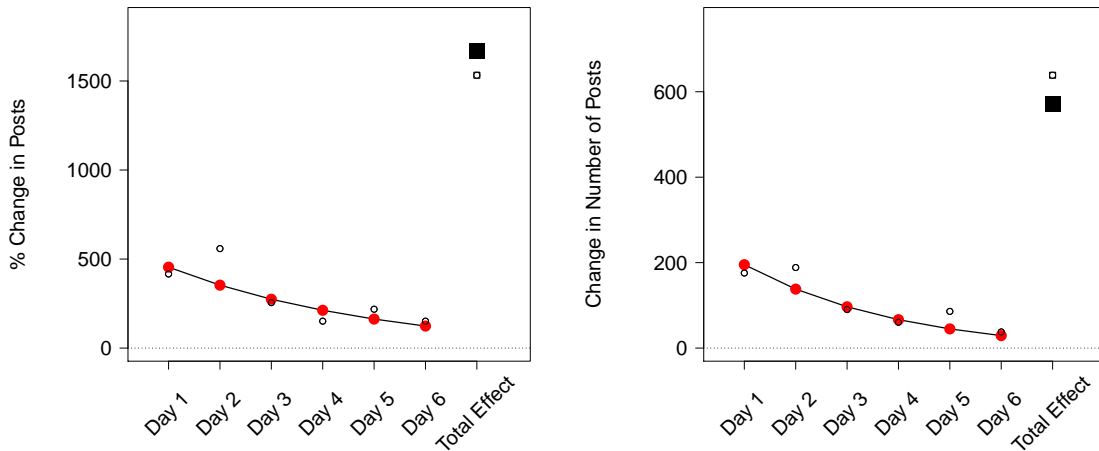 % Change in Posts
1500
1000
500
0
Day 1
Day 2
Day 3
Day 4
Day 5
Day 6
Total Effect
Change in Number of Posts
600
400
200
0
Day 1
Day 2
Day 3
Day 4
Day 5
Day 6
Total Effect